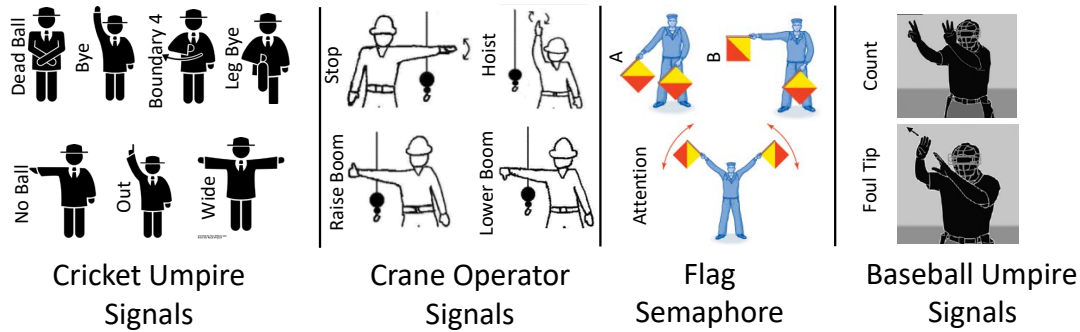 Dead Ball
Bye
Boundary 4
Leg Bye
No Ball
Out
Wide
Cricket Umpire
Signals
Stop
Hoist
Raise Boom
Lower Boom
Crane Operator
Signals
A
B
Attention
Flag
Semaphore
Count
Foul Tip
Baseball Umpire
Signals